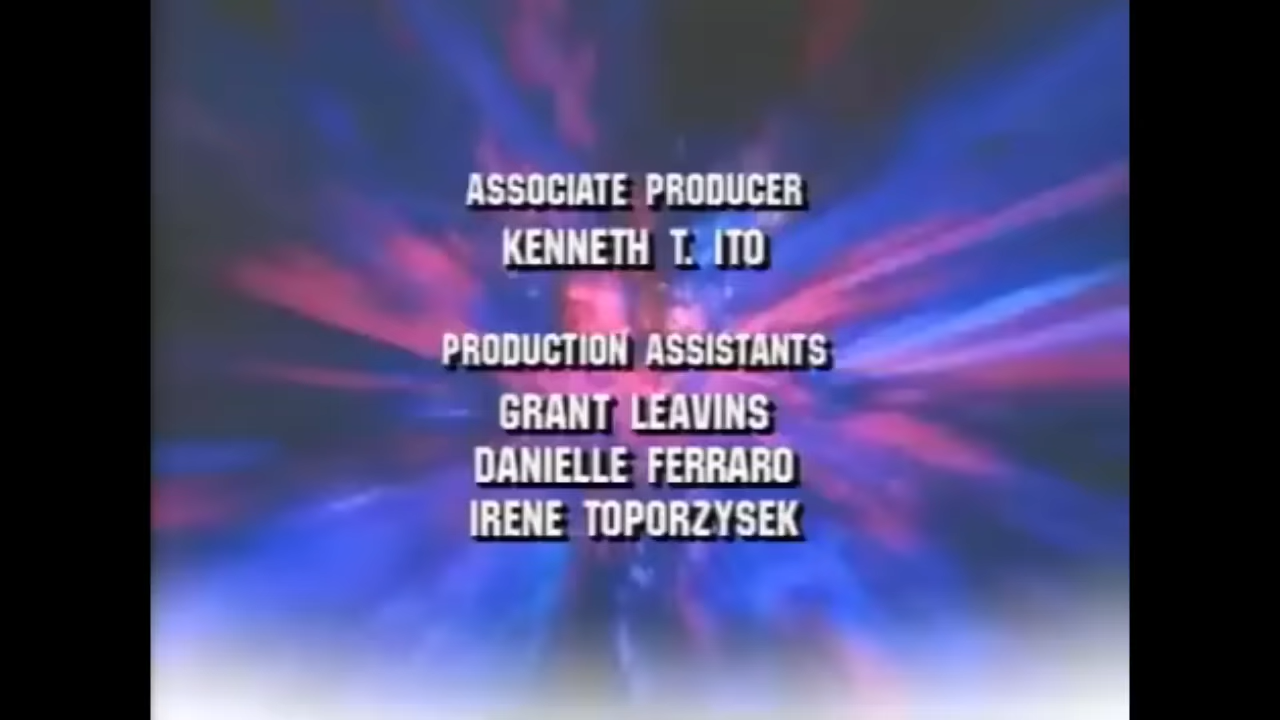 ASSOCIATE PRODUCER
KENNETH T. ITO
PRODUCTION ASSISTANTS
GRANT LEAVINS
DANIELLE FERRARO
IRENE TOPORZYSEK